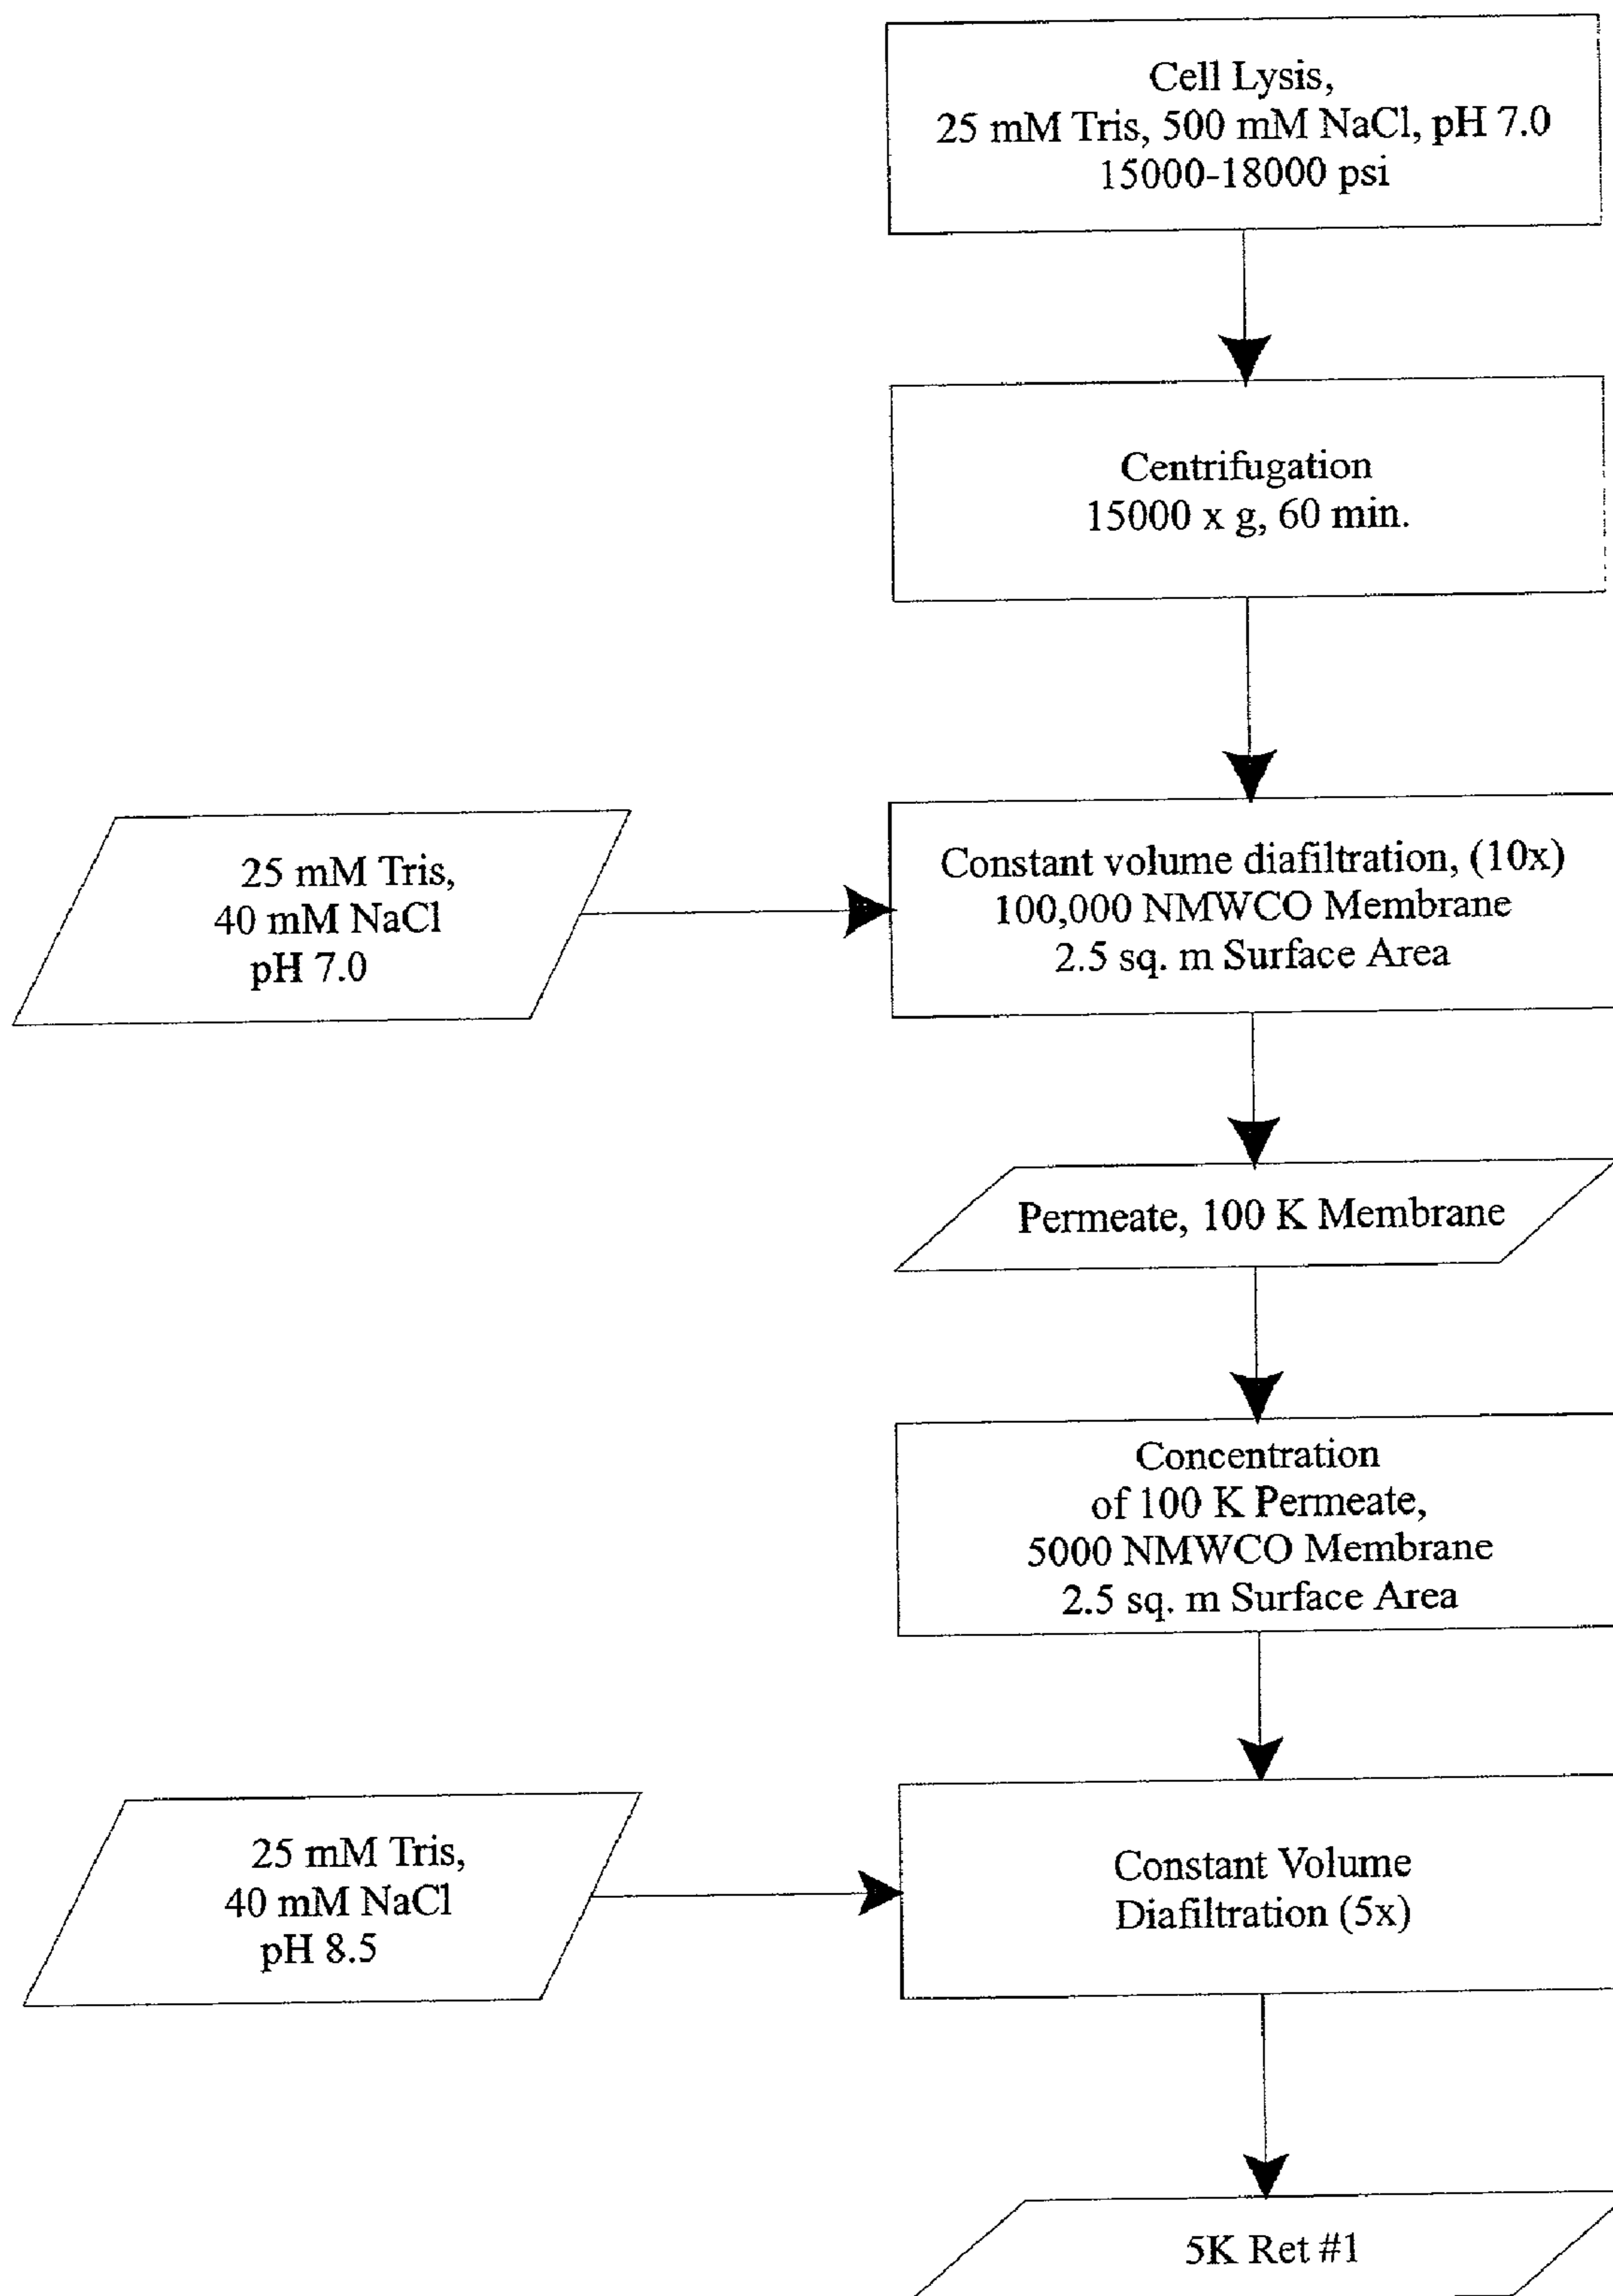 Cell Lysis,
25 mM Tris, 500 mM NaCl, pH 7.0
15000-18000 psi
Centrifugation
15000 x g, 60 min.
25 mM Tris,
40 mM NaCl
pH 7.0
Constant volume diafiltration, (10x)
100,000 NMWCO Membrane
2.5 sq. m Surface Area
Permeate, 100 K Membrane
Concentration
of 100 K Permeate,
5000 NMWCO Membrane
2.5 sq. m Surface Area
25 mM Tris,
40 mM NaCl
pH 8.5
Constant Volume
Diafiltration (5x)
5K Ret #1